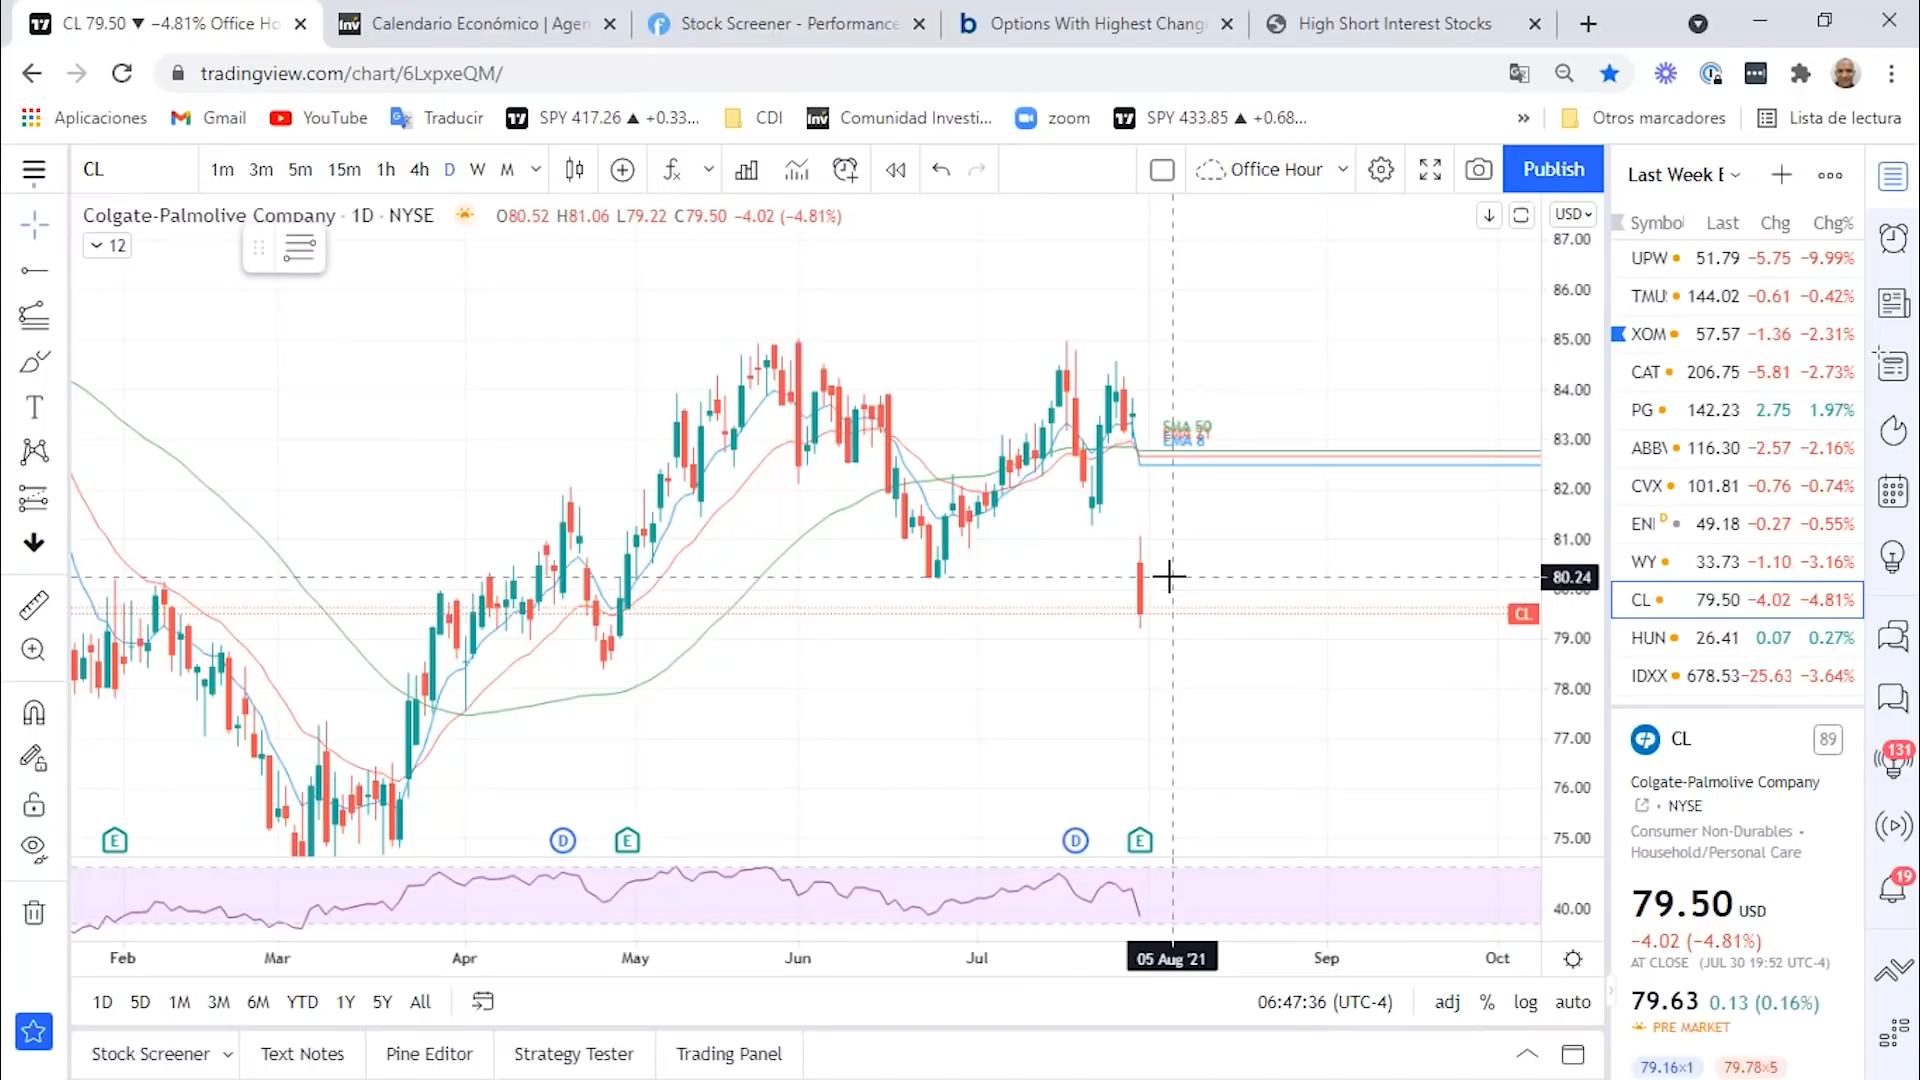 CL 79.50 ▼ −4.81% Office Ho
Calendario Económico | Agen
Stock Screener - Performance
Options With Highest Chang
High Short Interest Stocks
tradingview.com/chart/6LxpxeQM/
Aplicaciones
Gmail
YouTube
Traducir
SPY 417.26 ▲ +0.33...
CDI
Comunidad Investi...
zoom
SPY 433.85 ▲ +0.68...
»
Otros marcadores
Lista de lectura
CL
1m 3m 5m 15m 1h 4h D W M
Office Hour
Publish
Last Week E
Colgate-Palmolive Company · 1D · NYSE
O80.52 H81.06 L79.22 C79.50 −4.02 (−4.81%)
USD
12
Symbol Last Chg Chg%
UPW 51.79 −5.75 −9.99%
TMU 144.02 −0.61 −0.42%
XOM 57.57 −1.36 −2.31%
CAT 206.75 −5.81 −2.73%
PG 142.23 2.75 1.97%
ABBV 116.30 −2.57 −2.16%
CVX 101.81 −0.76 −0.74%
ENI D 49.18 −0.27 −0.55%
WY 33.73 −1.10 −3.16%
CL 79.50 −4.02 −4.81%
HUN 26.41 0.07 0.27%
IDXX 678.53 −25.63 −3.64%
87.00
86.00
85.00
84.00
83.00
82.00
81.00
80.24
79.00
78.00
77.00
76.00
75.00
40.00
SMA 50
EMA 21
EMA 8
CL
E D E D E
Feb Mar Apr May Jun Jul 05 Aug '21 Sep Oct
1D 5D 1M 3M 6M YTD 1Y 5Y All
06:47:36 (UTC-4)
adj % log auto
Stock Screener
Text Notes
Pine Editor
Strategy Tester
Trading Panel
CL
89
Colgate-Palmolive Company
· NYSE
Consumer Non-Durables ·
Household/Personal Care
79.50 USD
−4.02 (−4.81%)
AT CLOSE (JUL 30 19:52 UTC-4)
79.63 0.13 (0.16%)
PRE MARKET
79.16×1
79.78×5
131
19